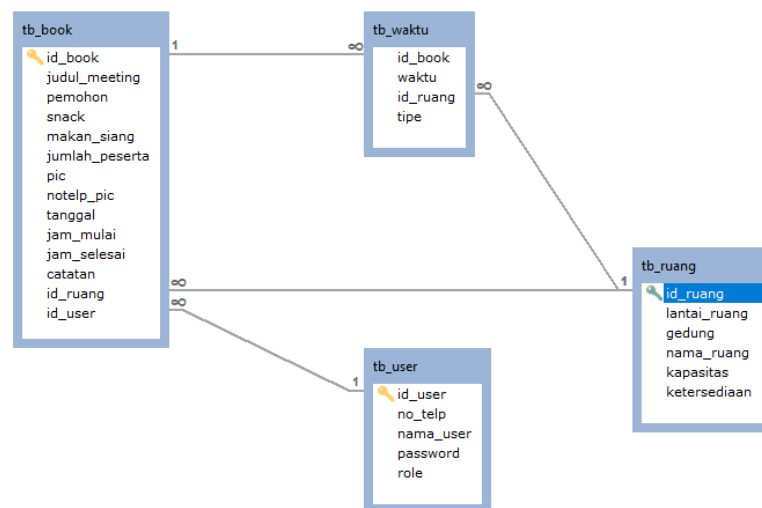 tb_book
id_book
judul_meeting
pemohon
snack
makan_siang
jumlah_peserta
pic
notelp_pic
tanggal
jam_mulai
jam_selesai
catatan
id_ruang
id_user
1
∞
tb_waktu
id_book
waktu
id_ruang
tipe
∞
∞
∞
1
1
tb_ruang
id_ruang
lantai_ruang
gedung
nama_ruang
kapasitas
ketersediaan
tb_user
id_user
no_telp
nama_user
password
role